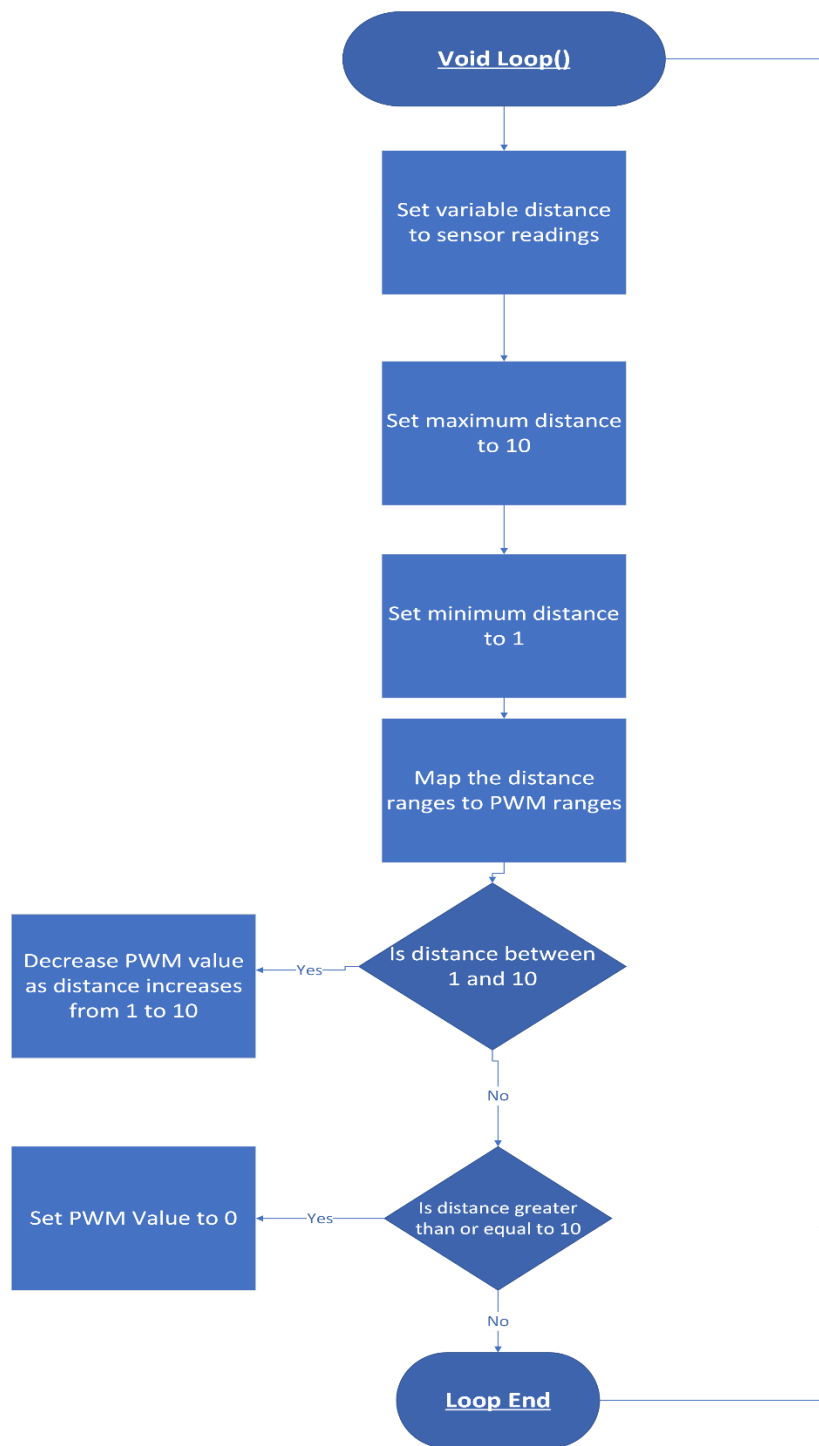 Void Loop()
Set variable distance
to sensor readings
Set maximum distance
to 10
Set minimum distance
to 1
Map the distance
ranges to PWM ranges
Is distance between
1 and 10
Yes
Decrease PWM value
as distance increases
from 1 to 10
No
Is distance greater
than or equal to 10
Yes
Set PWM Value to 0
No
Loop End